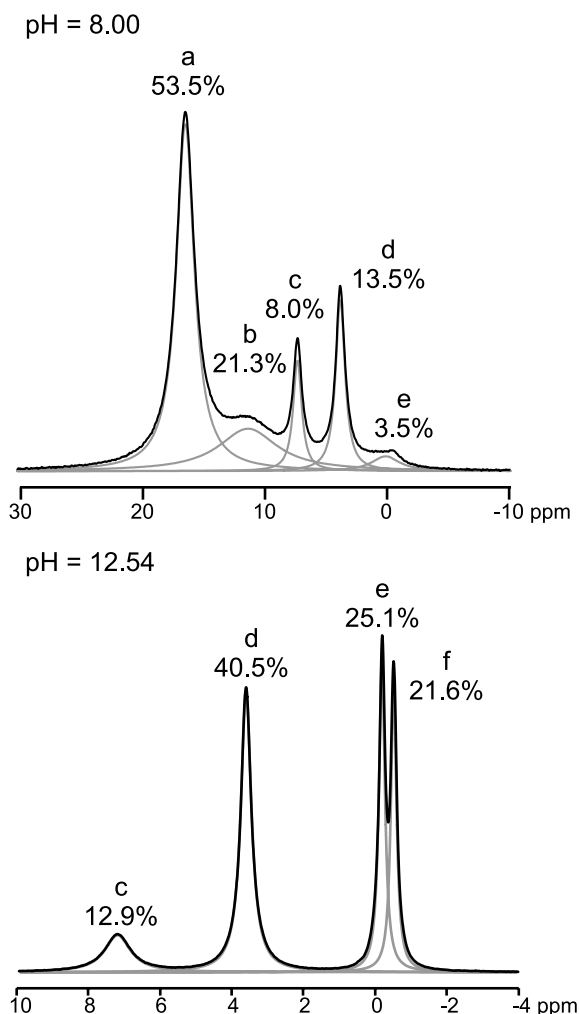 pH = 8.00
a
53.5%
b
21.3%
c
8.0%
d
13.5%
e
3.5%
30 20 10 0 -10 ppm
pH = 12.54
c
12.9%
d
40.5%
e
25.1%
f
21.6%
10 8 6 4 2 0 -2 -4 ppm